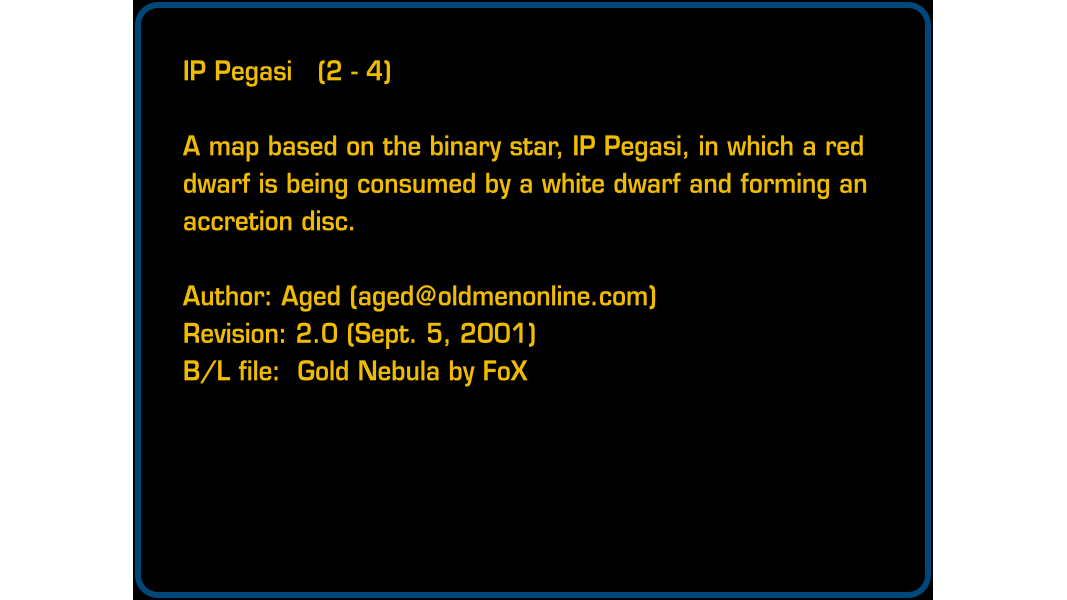 IP Pegasi (2 - 4)
A map based on the binary star, IP Pegasi, in which a red
dwarf is being consumed by a white dwarf and forming an
accretion disc.
Author: Aged (aged@oldmenonline.com)
Revision: 2.0 (Sept. 5, 2001)
B/L file: Gold Nebula by FoX